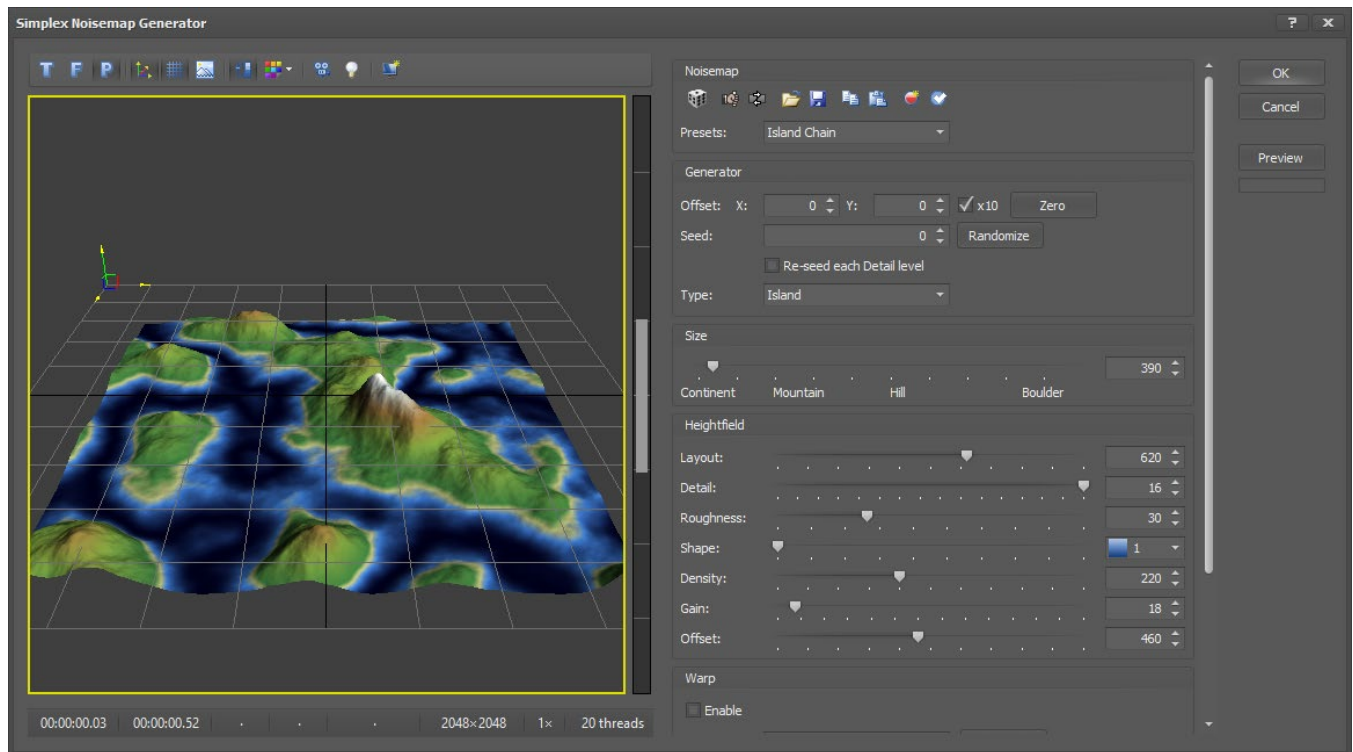 Simplex Noisemap Generator
? x
T F P
Noisemap
Presets: Island Chain
Generator
Offset: X: 0 Y: 0 x10 Zero
Seed: 0 Randomize
Re-seed each Detail level
Type: Island
Size
390
Continent Mountain Hill Boulder
Heightfield
Layout: 620
Detail: 16
Roughness: 30
Shape: 1
Density: 220
Gain: 18
Offset: 460
Warp
Enable
OK
Cancel
Preview
00:00:00.03 00:00:00.52 . . . 2048×2048 1× 20 threads